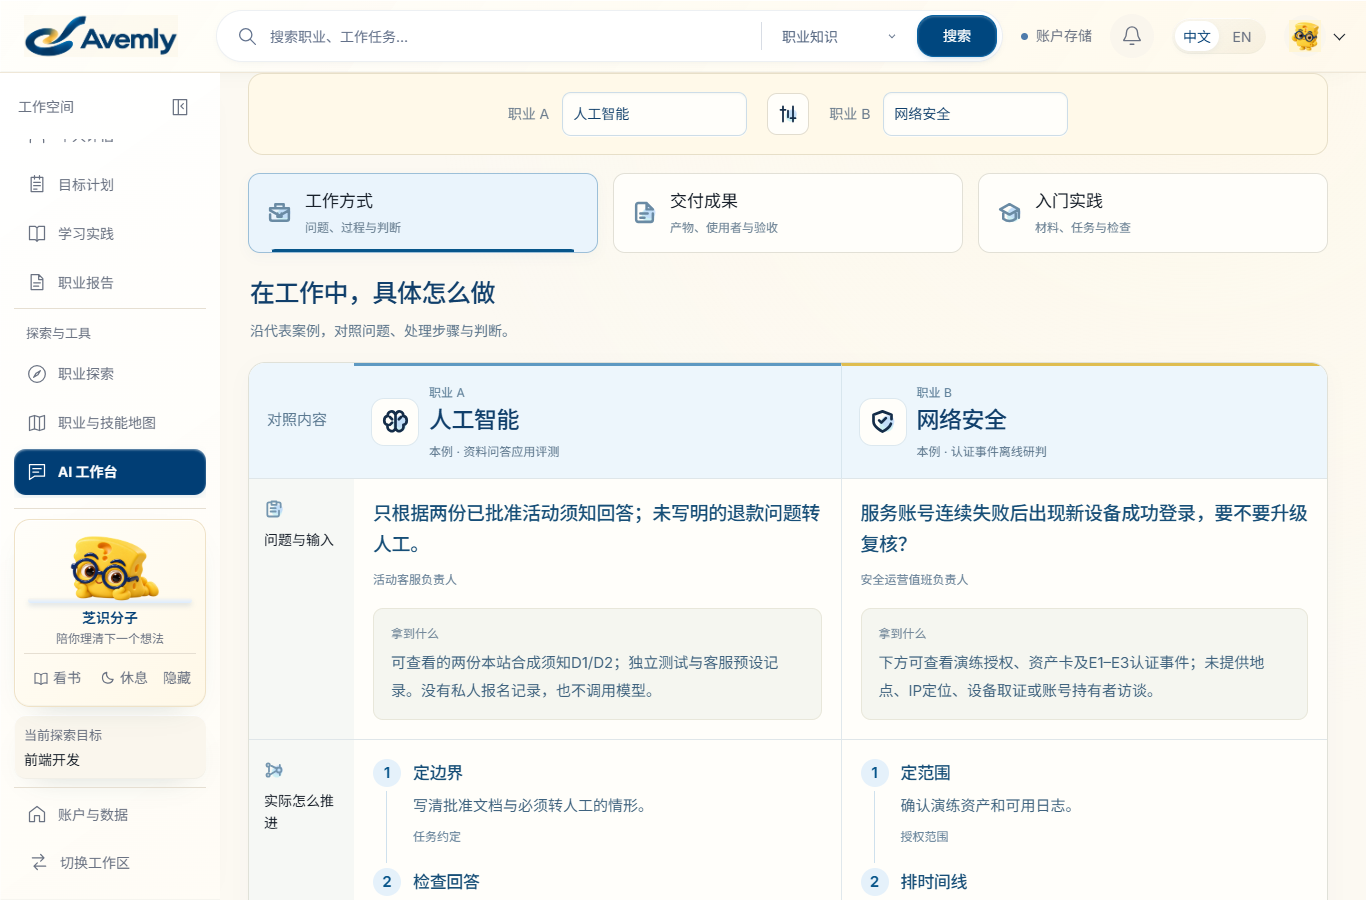 Avemly
搜索职业、工作任务...
职业知识
搜索
账户存储
中文
EN
工作空间
目标计划
学习实践
职业报告
探索与工具
职业探索
职业与技能地图
AI 工作台
芝识分子
陪你理清下一个想法
看书
休息
隐藏
当前探索目标
前端开发
账户与数据
切换工作区
职业 A
人工智能
职业 B
网络安全
工作方式
问题、过程与判断
交付成果
产物、使用者与验收
入门实践
材料、任务与检查
在工作中，具体怎么做
沿代表案例，对照问题、处理步骤与判断。
对照内容
职业 A
人工智能
本例 · 资料问答应用评测
职业 B
网络安全
本例 · 认证事件离线研判
问题与输入
只根据两份已批准活动须知回答；未写明的退款问题转
人工。
活动客服负责人
拿到什么
可查看的两份本站合成须知D1/D2；独立测试与客服预设记
录。没有私人报名记录，也不调用模型。
服务账号连续失败后出现新设备成功登录，要不要升级
复核？
安全运营值班负责人
拿到什么
下方可查看演练授权、资产卡及E1–E3认证事件；未提供地
点、IP定位、设备取证或账号持有者访谈。
实际怎么推
进
1
定边界
写清批准文档与必须转人工的情形。
任务约定
2
检查回答
1
定范围
确认演练资产和可用日志。
授权范围
2
排时间线